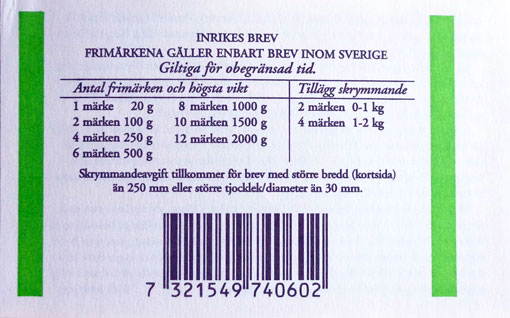 INRIKES BREV
FRIMÄRKENA GÄLLER ENBART BREV INOM SVERIGE
Giltiga för obegränsad tid.
Antal frimärken och högsta vikt Tillägg skrymmande
1 märke 20 g 8 märken 1000 g 2 märken 0-1 kg
2 märken 100 g 10 märken 1500 g 4 märken 1-2 kg
4 märken 250 g 12 märken 2000 g
6 märken 500 g
Skrymmandeavgift tillkommer för brev med större bredd (kortsida)
än 250 mm eller större tjocklek/diameter än 30 mm.
7 321549 740602